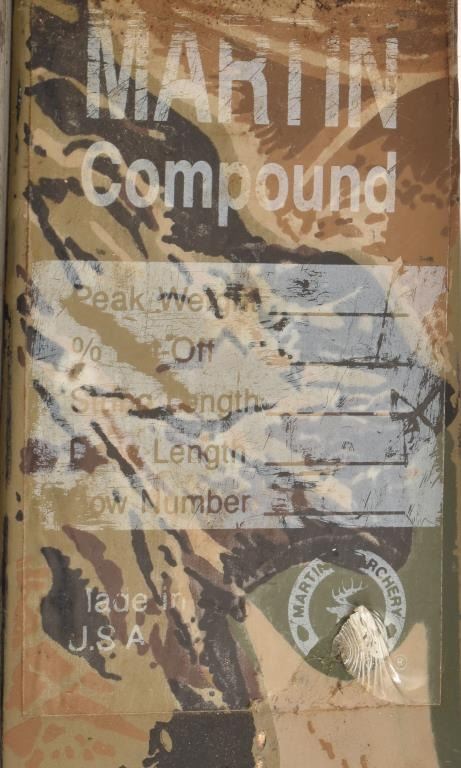 MARTIN
Compound
Peak Weight
% Let-Off
String Length
Draw Length
Bow Number
Made in
U.S.A
MARTIN ARCHERY
®